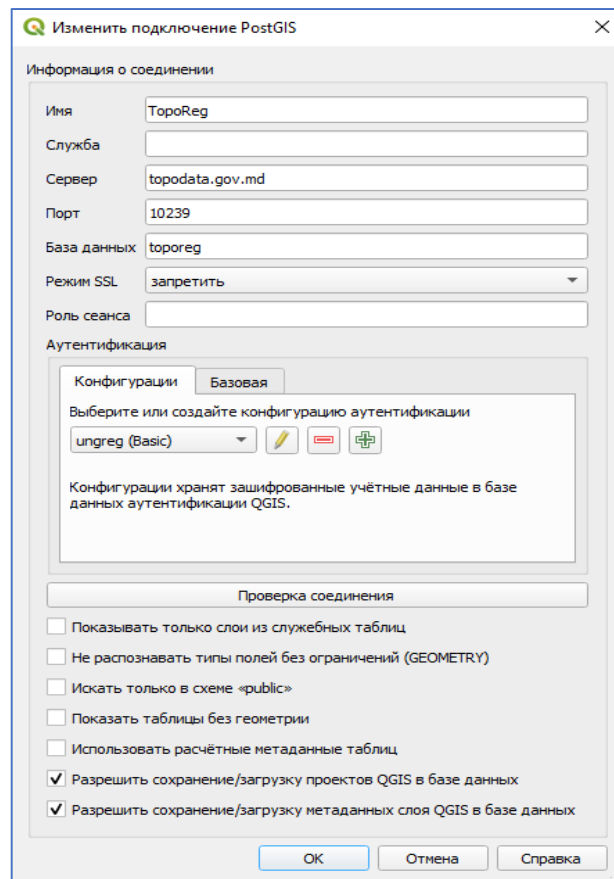 Изменить подключение PostGIS
Информация о соединении
Имя TopoReg
Служба
Сервер topodata.gov.md
Порт 10239
База данных toporeg
Режим SSL запретить
Роль сеанса
Аутентификация
Конфигурации Базовая
Выберите или создайте конфигурацию аутентификации
ungreg (Basic)
Конфигурации хранят зашифрованные учётные данные в базе
данных аутентификации QGIS.
Проверка соединения
Показывать только слои из служебных таблиц
Не распознавать типы полей без ограничений (GEOMETRY)
Искать только в схеме «public»
Показать таблицы без геометрии
Использовать расчётные метаданные таблиц
Разрешить сохранение/загрузку проектов QGIS в базе данных
Разрешить сохранение/загрузку метаданных слоя QGIS в базе данных
OK Отмена Справка